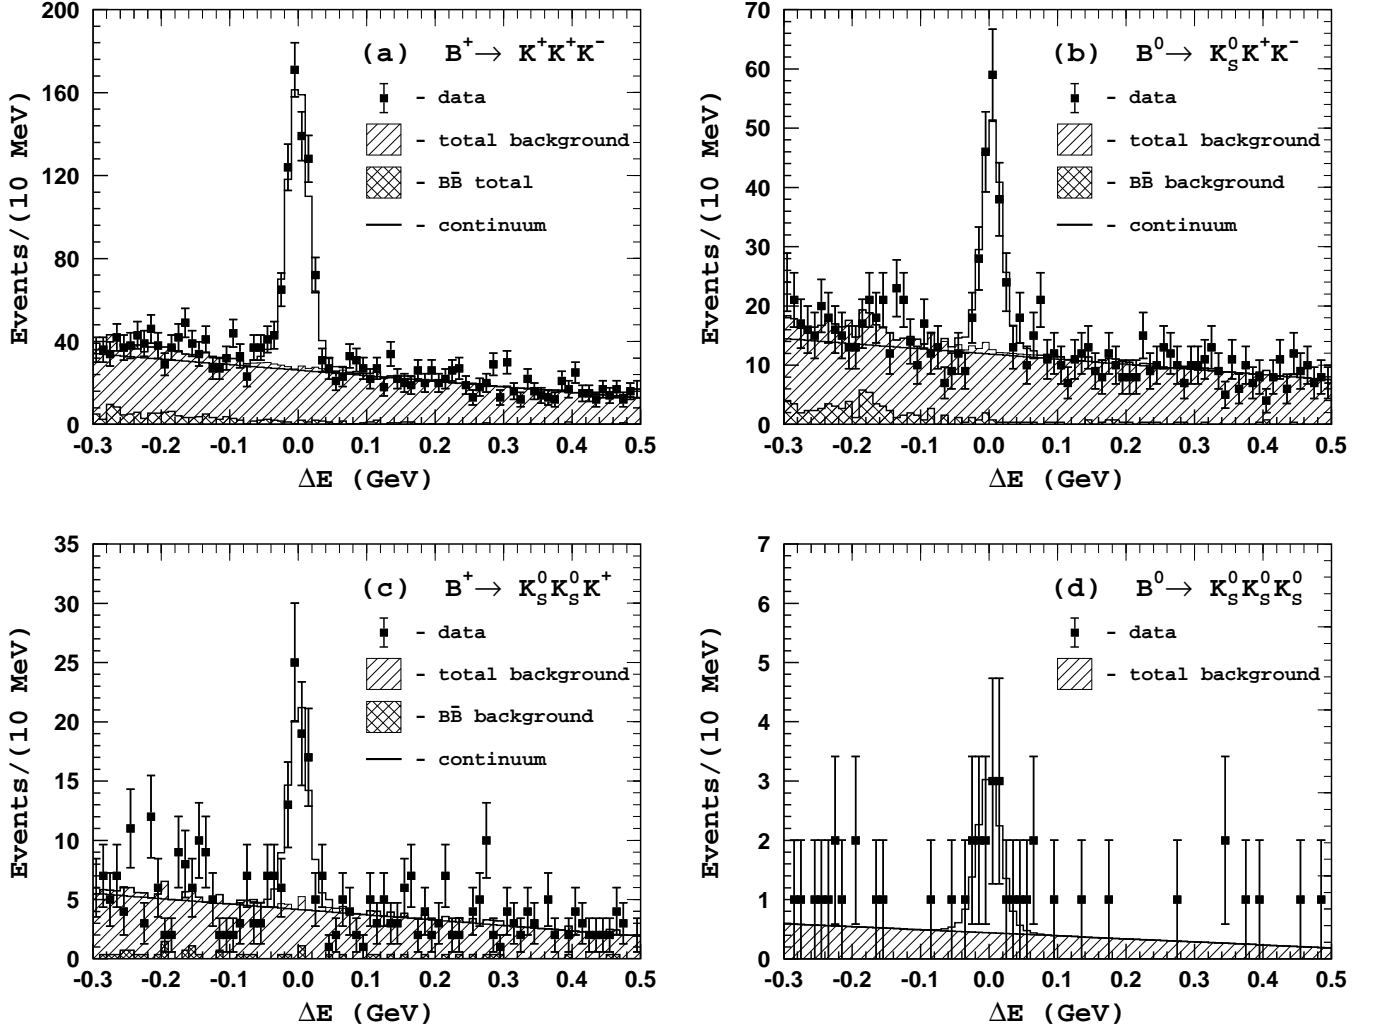 200
160
120
80
40
0
-0.3 -0.2 -0.1 0.0 0.1 0.2 0.3 0.4 0.5
Events/(10 MeV)
ΔE (GeV)
(a) B⁺→ K⁺K⁺K⁻
- data
- total background
- BB̄ total
- continuum
70
60
50
40
30
20
10
0
-0.3 -0.2 -0.1 0.0 0.1 0.2 0.3 0.4 0.5
Events/(10 MeV)
ΔE (GeV)
(b) B⁰→ K⁰_S K⁺K⁻
- data
- total background
- BB̄ background
- continuum
35
30
25
20
15
10
5
0
-0.3 -0.2 -0.1 0.0 0.1 0.2 0.3 0.4 0.5
Events/(10 MeV)
ΔE (GeV)
(c) B⁺→ K⁰_S K⁰_S K⁺
- data
- total background
- BB̄ background
- continuum
7
6
5
4
3
2
1
0
-0.3 -0.2 -0.1 0.0 0.1 0.2 0.3 0.4 0.5
Events/(10 MeV)
ΔE (GeV)
(d) B⁰→ K⁰_S K⁰_S K⁰_S
- data
- total background